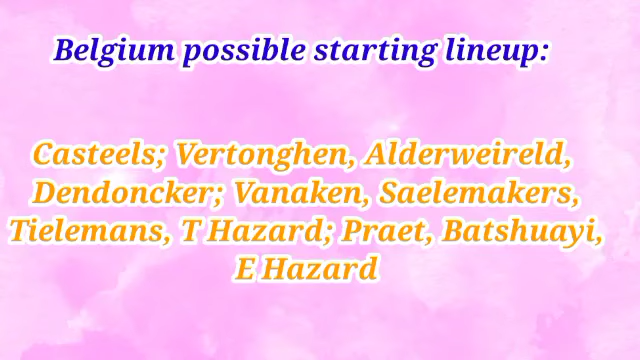 Belgium possible starting lineup:
Casteels; Vertonghen, Alderweireld,
Dendoncker; Vanaken, Saelemakers,
Tielemans, T Hazard; Praet, Batshuayi,
E Hazard